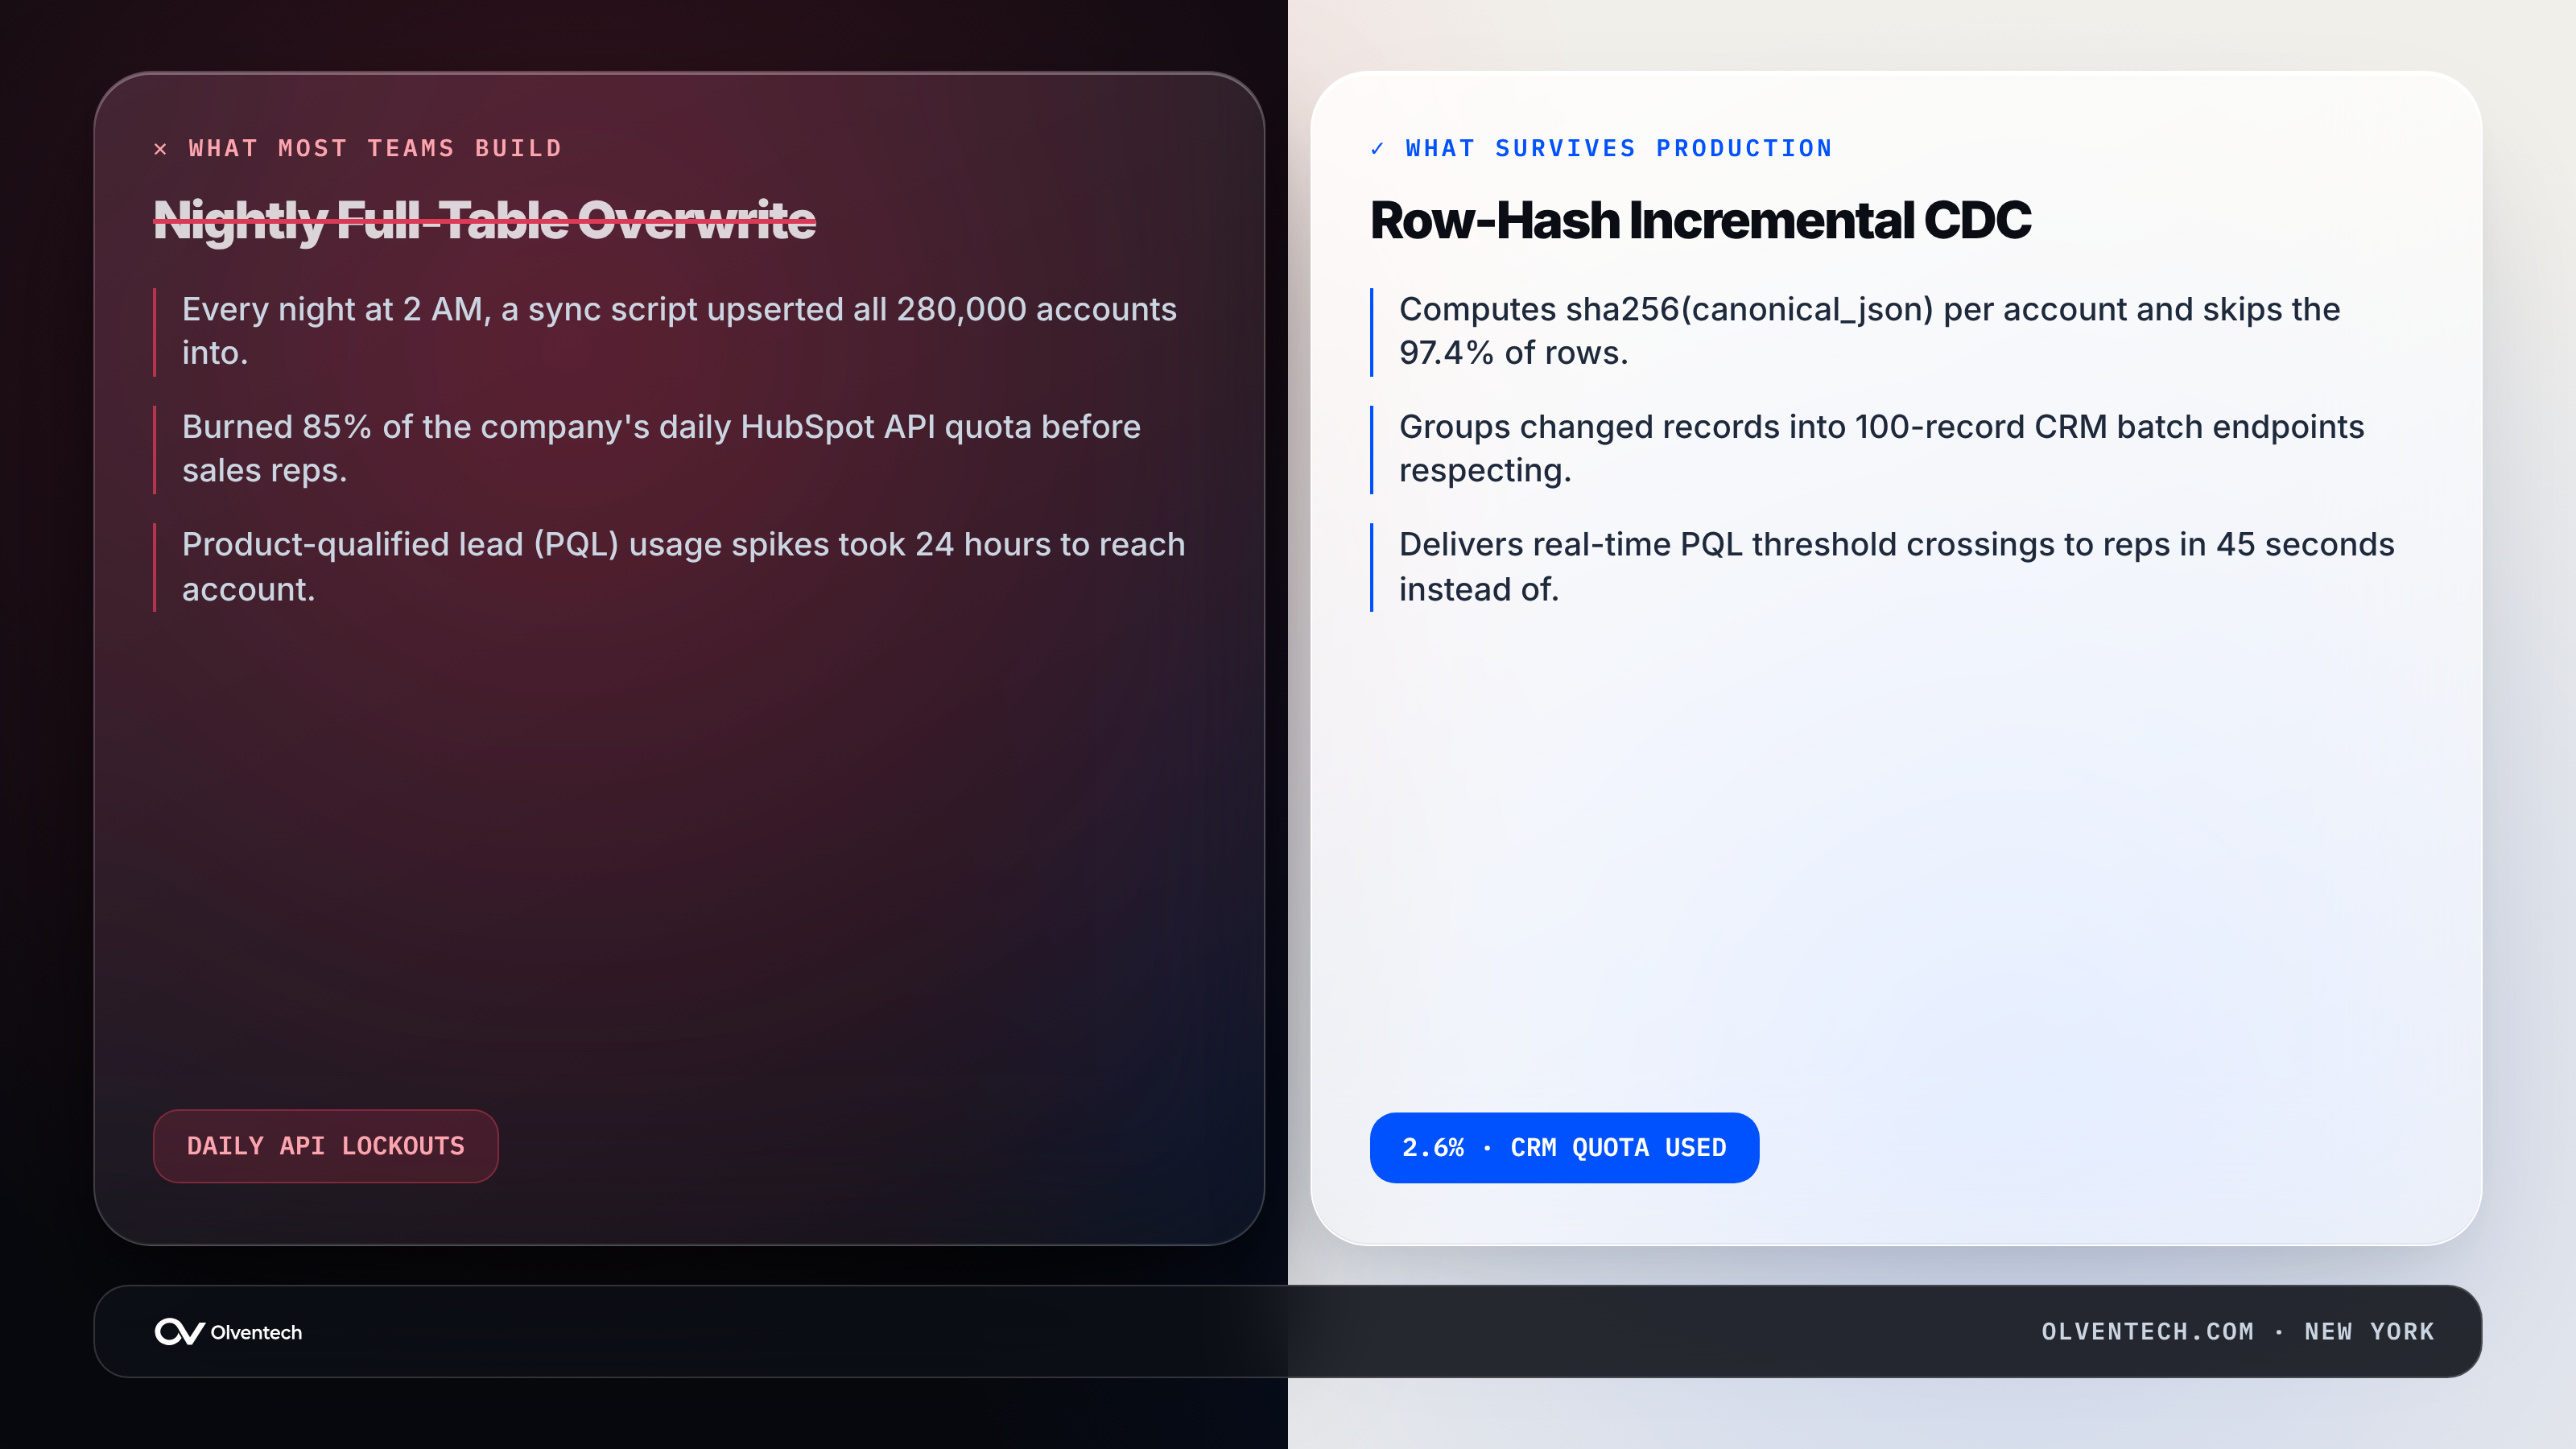 × WHAT MOST TEAMS BUILD
Nightly Full-Table Overwrite
Every night at 2 AM, a sync script upserted all 280,000 accounts
into.
Burned 85% of the company's daily HubSpot API quota before
sales reps.
Product-qualified lead (PQL) usage spikes took 24 hours to reach
account.
DAILY API LOCKOUTS
✓ WHAT SURVIVES PRODUCTION
Row-Hash Incremental CDC
Computes sha256(canonical_json) per account and skips the
97.4% of rows.
Groups changed records into 100-record CRM batch endpoints
respecting.
Delivers real-time PQL threshold crossings to reps in 45 seconds
instead of.
2.6% · CRM QUOTA USED
Olventech
OLVENTECH.COM · NEW YORK